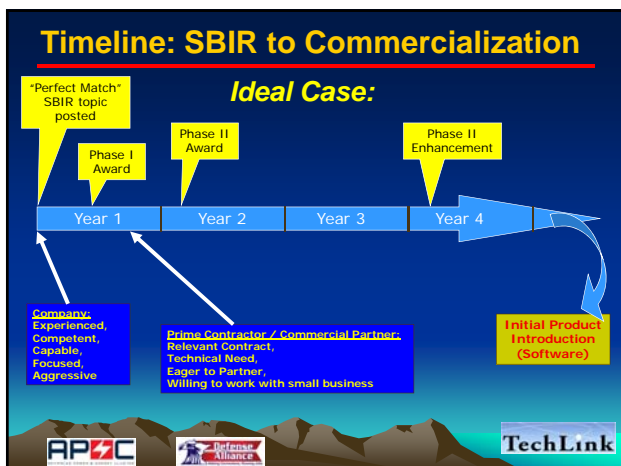 Timeline: SBIR to Commercialization
Ideal Case:
“Perfect Match”
SBIR topic
posted
Phase I
Award
Phase II
Award
Phase II
Enhancement
Year 1
Year 2
Year 3
Year 4
Company:
Experienced,
Competent,
Capable,
Focused,
Aggressive
Prime Contractor / Commercial Partner:
Relevant Contract,
Technical Need,
Eager to Partner,
Willing to work with small business
Initial Product
Introduction
(Software)
Defense
Alliance
TechLink